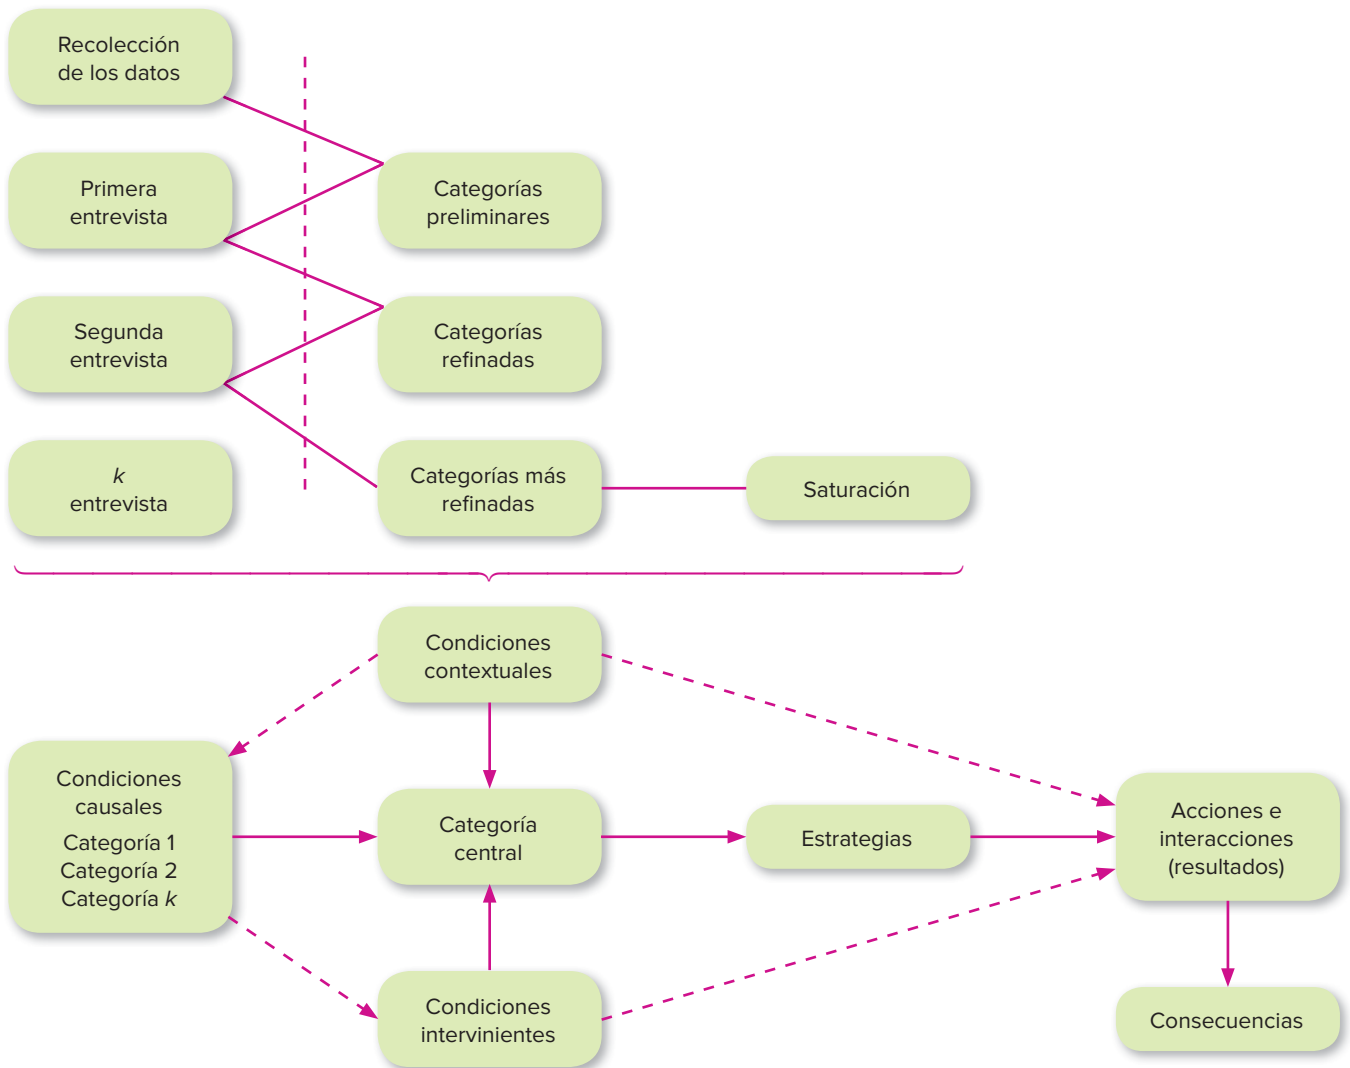 Recolección
de los datos
Primera
entrevista
Categorías
preliminares
Segunda
entrevista
Categorías
refinadas
k
entrevista
Categorías más
refinadas
Saturación
Condiciones
contextuales
Condiciones
causales
Categoría 1
Categoría 2
Categoría k
Categoría
central
Estrategias
Acciones e
interacciones
(resultados)
Condiciones
intervinientes
Consecuencias